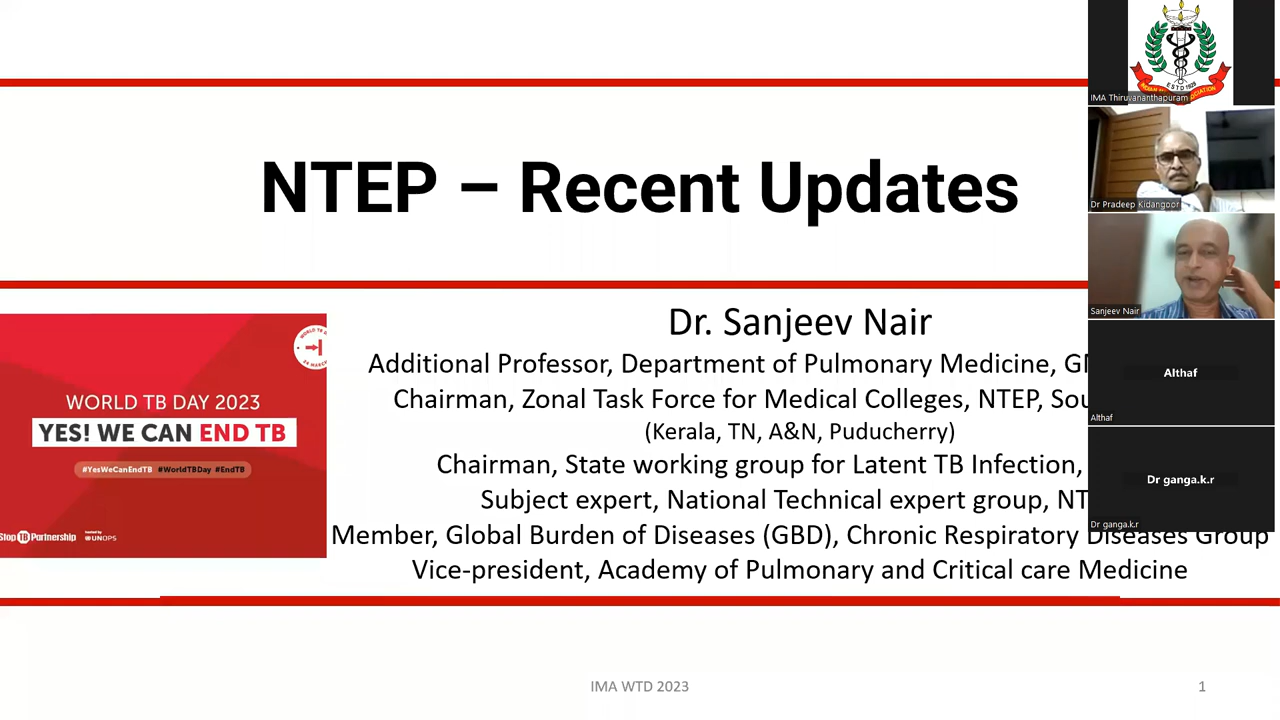 NTEP – Recent Updates
Dr. Sanjeev Nair
Additional Professor, Department of Pulmonary Medicine,
Chairman, Zonal Task Force for Medical Colleges, NTEP,
(Kerala, TN, A&N, Puducherry)
Chairman, State working group for Latent TB Infection,
Subject expert, National Technical expert group,
Member, Global Burden of Diseases (GBD), Chronic Respiratory Diseases Group
Vice-president, Academy of Pulmonary and Critical care Medicine
WORLD TB DAY 2023
YES! WE CAN END TB
#YesWeCanEndTB #WorldTBDay #EndTB
Stop TB Partnership
hosted by
UNOPS
IMA WTD 2023
1
ESTD 1928
IMA Thiruvananthapuram
Dr Pradeep Kidangoor
Sanjeev Nair
Althaf
Althaf
Dr ganga.k.r
Dr ganga.k.r